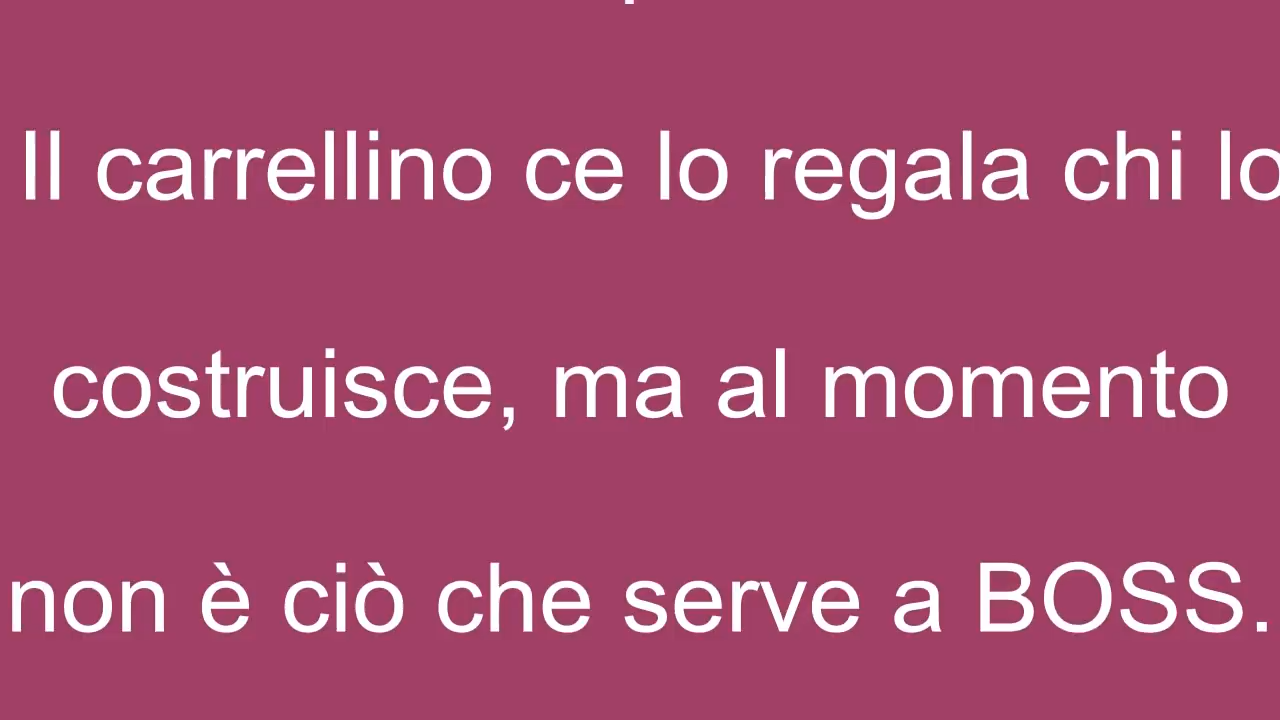 Il carrellino ce lo regala chi lo
costruisce, ma al momento
non è ciò che serve a BOSS.